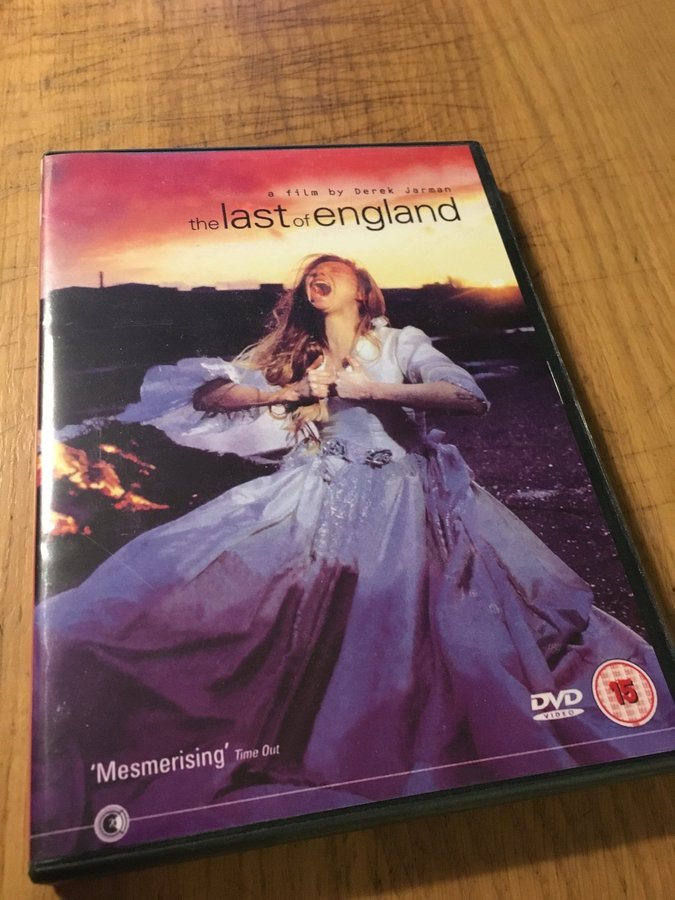 a film by Derek Jarman
the last of england
DVD
VIDEO
15
'Mesmerising' Time Out